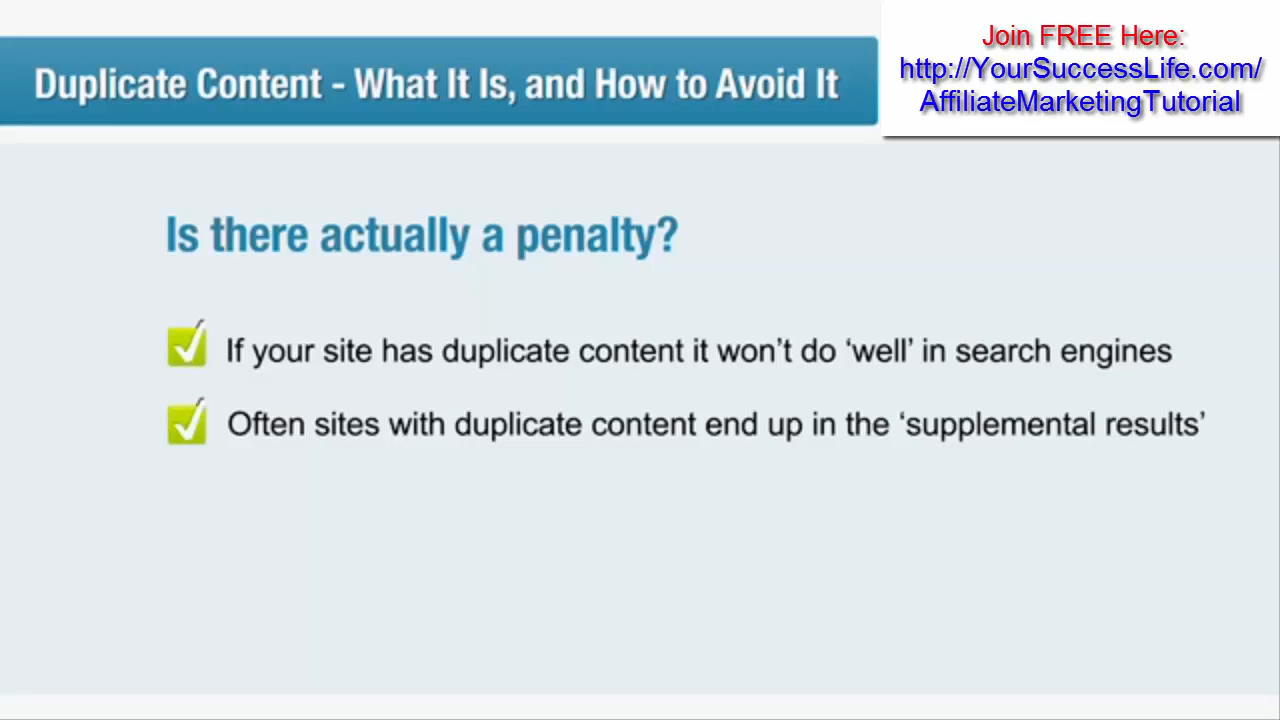 Duplicate Content - What It Is, and How to Avoid It
Join FREE Here:
http://YourSuccessLife.com/
AffiliateMarketingTutorial
Is there actually a penalty?
If your site has duplicate content it won't do ‘well’ in search engines
Often sites with duplicate content end up in the ‘supplemental results’